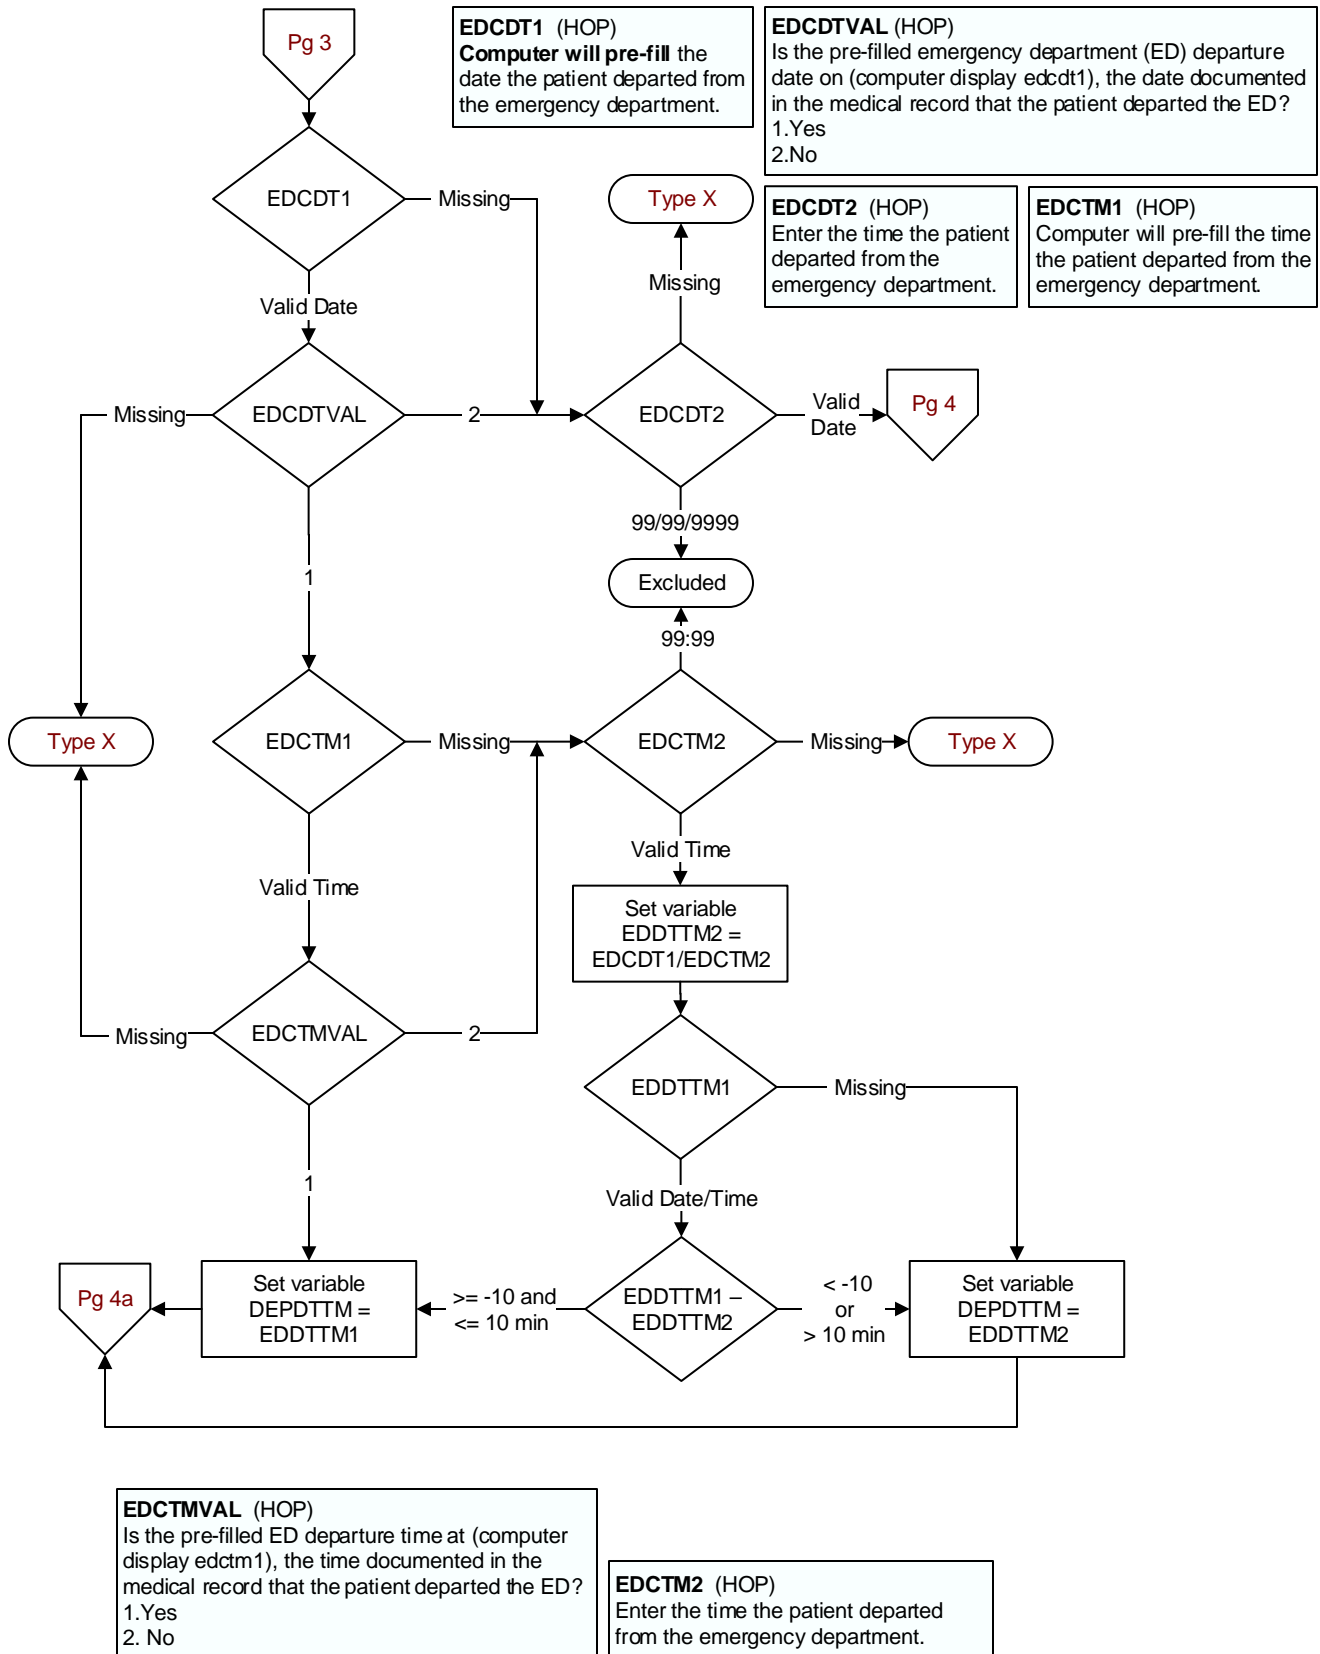 Pg 3
EDCDT1 (HOP)
Computer will pre-fill the
date the patient departed from
the emergency department.
EDCDTVAL (HOP)
Is the pre-filled emergency department (ED) departure
date on (computer display edcdt1), the date documented
in the medical record that the patient departed the ED?
1.Yes
2.No
EDCDT2 (HOP)
Enter the time the patient
departed from the
emergency department.
EDCTM1 (HOP)
Computer will pre-fill the time
the patient departed from the
emergency department.
EDCDT1
Missing
Type X
Missing
Valid Date
Missing
EDCDTVAL
2
EDCDT2
Valid
Date
Pg 4
99/99/9999
Excluded
1
99:99
Type X
EDCTM1
Missing
EDCTM2
Missing
Type X
Valid Time
Valid Time
Set variable
EDDTTM2 =
EDCDT1/EDCTM2
Missing
EDCTMVAL
2
EDDTTM1
Missing
1
Valid Date/Time
Pg 4a
Set variable
DEPDTTM =
EDDTTM1
>= -10 and
<= 10 min
EDDTTM1 –
EDDTTM2
< -10
or
> 10 min
Set variable
DEPDTTM =
EDDTTM2
EDCTMVAL (HOP)
Is the pre-filled ED departure time at (computer
display edctm1), the time documented in the
medical record that the patient departed the ED?
1.Yes
2. No
EDCTM2 (HOP)
Enter the time the patient departed
from the emergency department.